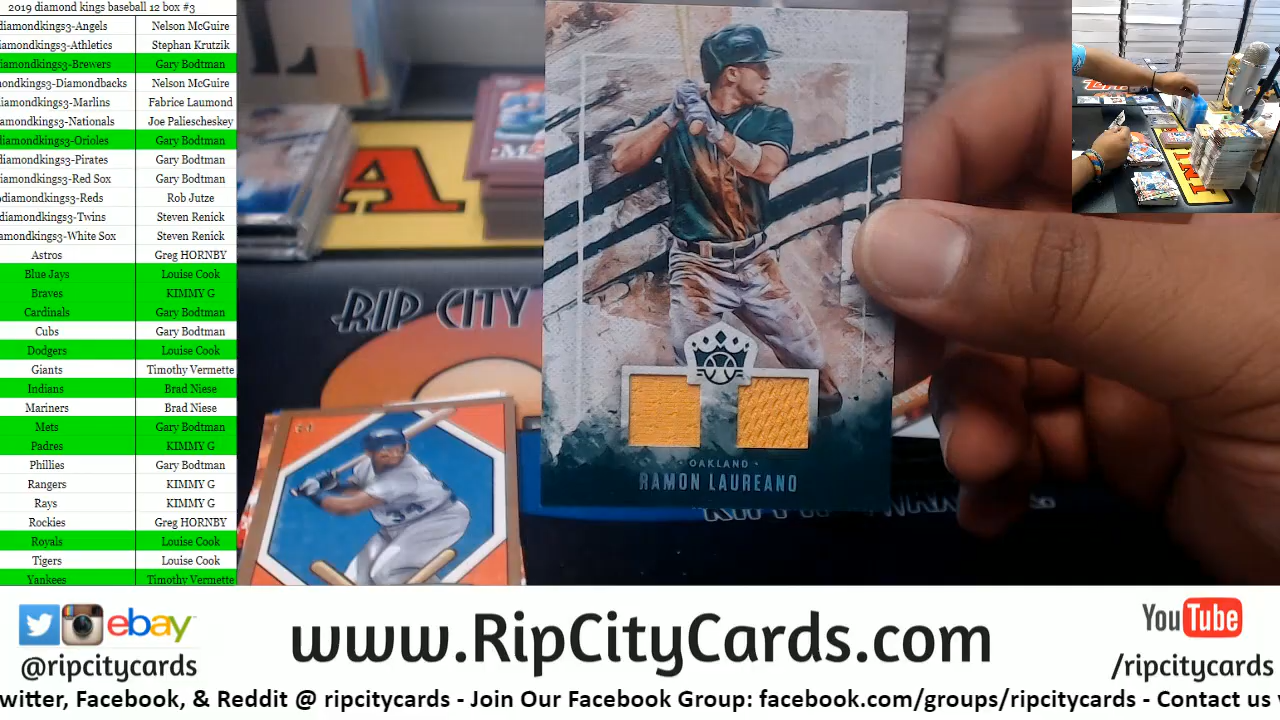 2019 diamond kings baseball 12 box #3
diamondkings3-Angels Nelson McGuire
iamondkings3-Athletics Stephan Krutzik
diamondkings3-Brewers Gary Bodtman
mondkings3-Diamondbacks Nelson McGuire
iamondkings3-Marlins Fabrice Laumond
amondkings3-Nationals Joe Paliescheskey
diamondkings3-Orioles Gary Bodtman
diamondkings3-Pirates Gary Bodtman
iamondkings3-Red Sox Gary Bodtman
diamondkings3-Reds Rob Jutze
diamondkings3-Twins Steven Renick
amondkings3-White Sox Steven Renick
Astros Greg HORNBY
Blue Jays Louise Cook
Braves KIMMY G
Cardinals Gary Bodtman
Cubs Gary Bodtman
Dodgers Louise Cook
Giants Timothy Vermette
Indians Brad Niese
Mariners Brad Niese
Mets Gary Bodtman
Padres KIMMY G
Phillies Gary Bodtman
Rangers KIMMY G
Rays KIMMY G
Rockies Greg HORNBY
Royals Louise Cook
Tigers Louise Cook
Yankees Timothy Vermette
RIP CITY
OAKLAND
RAMON LAUREANO
ebay
@ripcitycards
www.RipCityCards.com
YouTube
/ripcitycards
witter, Facebook, & Reddit @ ripcitycards - Join Our Facebook Group: facebook.com/groups/ripcitycards - Contact us